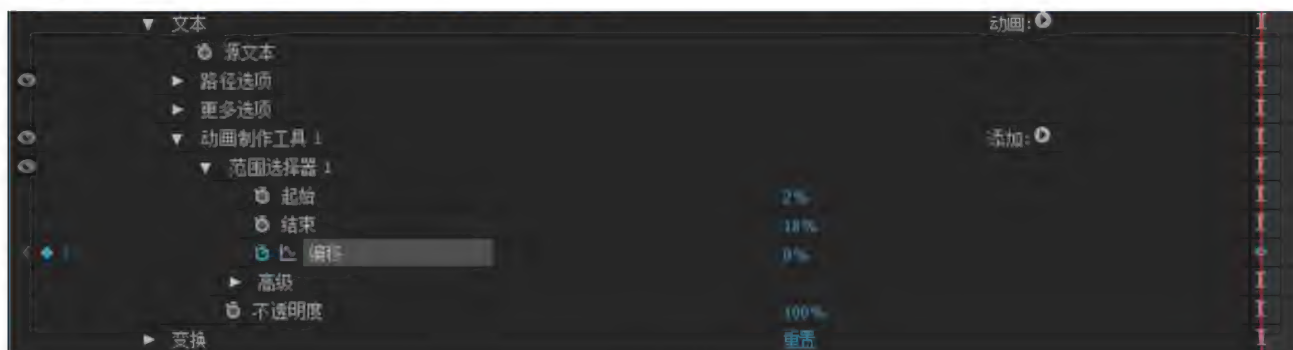 文本 动画:
源文本
路径选项
更多选项
动画制作工具 1 添加:
范围选择器 1
起始 2%
结束 18%
偏移 0%
高级
不透明度 100%
变换 重置